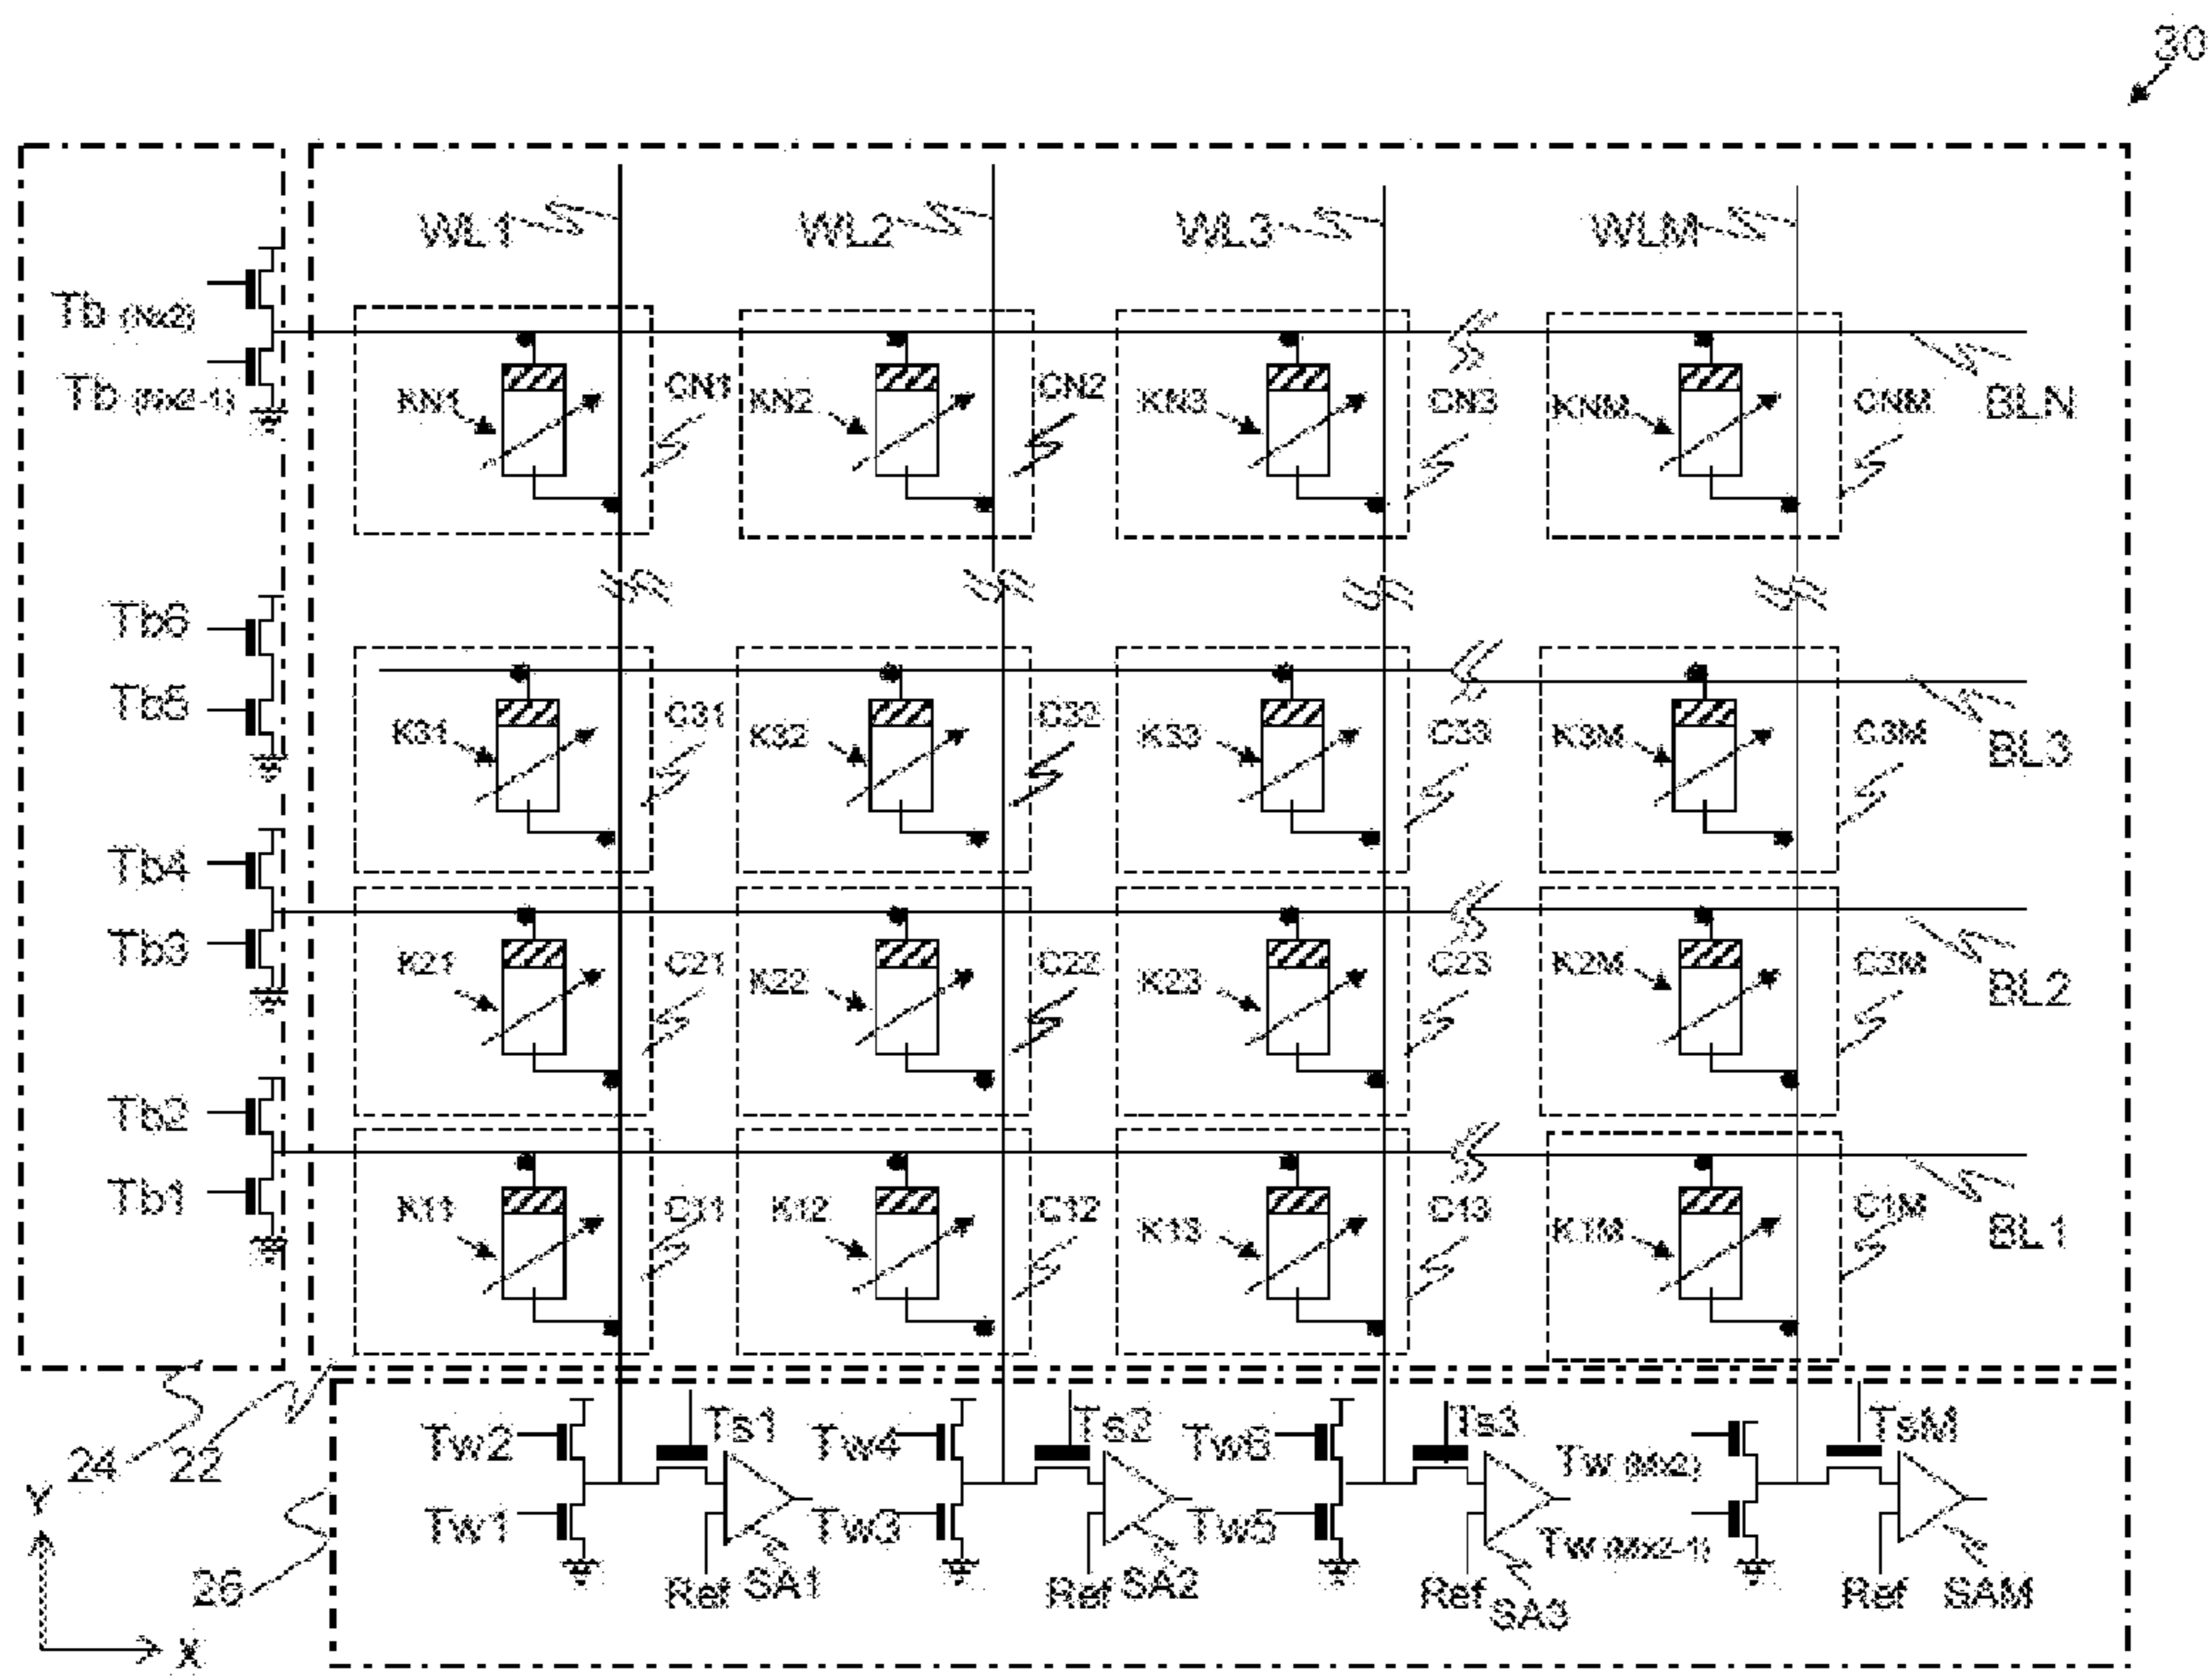 30
WL1 WL2 WL3 WLM
Tb (Nx2)
Tb (Nx2-1)
KN1 CN1 KN2 CN2 KN3 CN3 KNM CNM BLN
Tb6
Tb5
K31 C31 K32 C32 K33 C33 K3M C3M BL3
Tb4
Tb3
K21 C21 K22 C22 K23 C23 K2M C2M BL2
Tb2
Tb1
K11 C11 K12 C12 K13 C13 K1M C1M BL1
24 22
Tw2 Ts1 Tw4 Ts2 Tw6 Ts3 Tw (Mx2) TsM
Tw1 Tw3 Tw5 Tw (Mx2-1)
26 Ref SA1 Ref SA2 Ref SA3 Ref SAM
Y
X